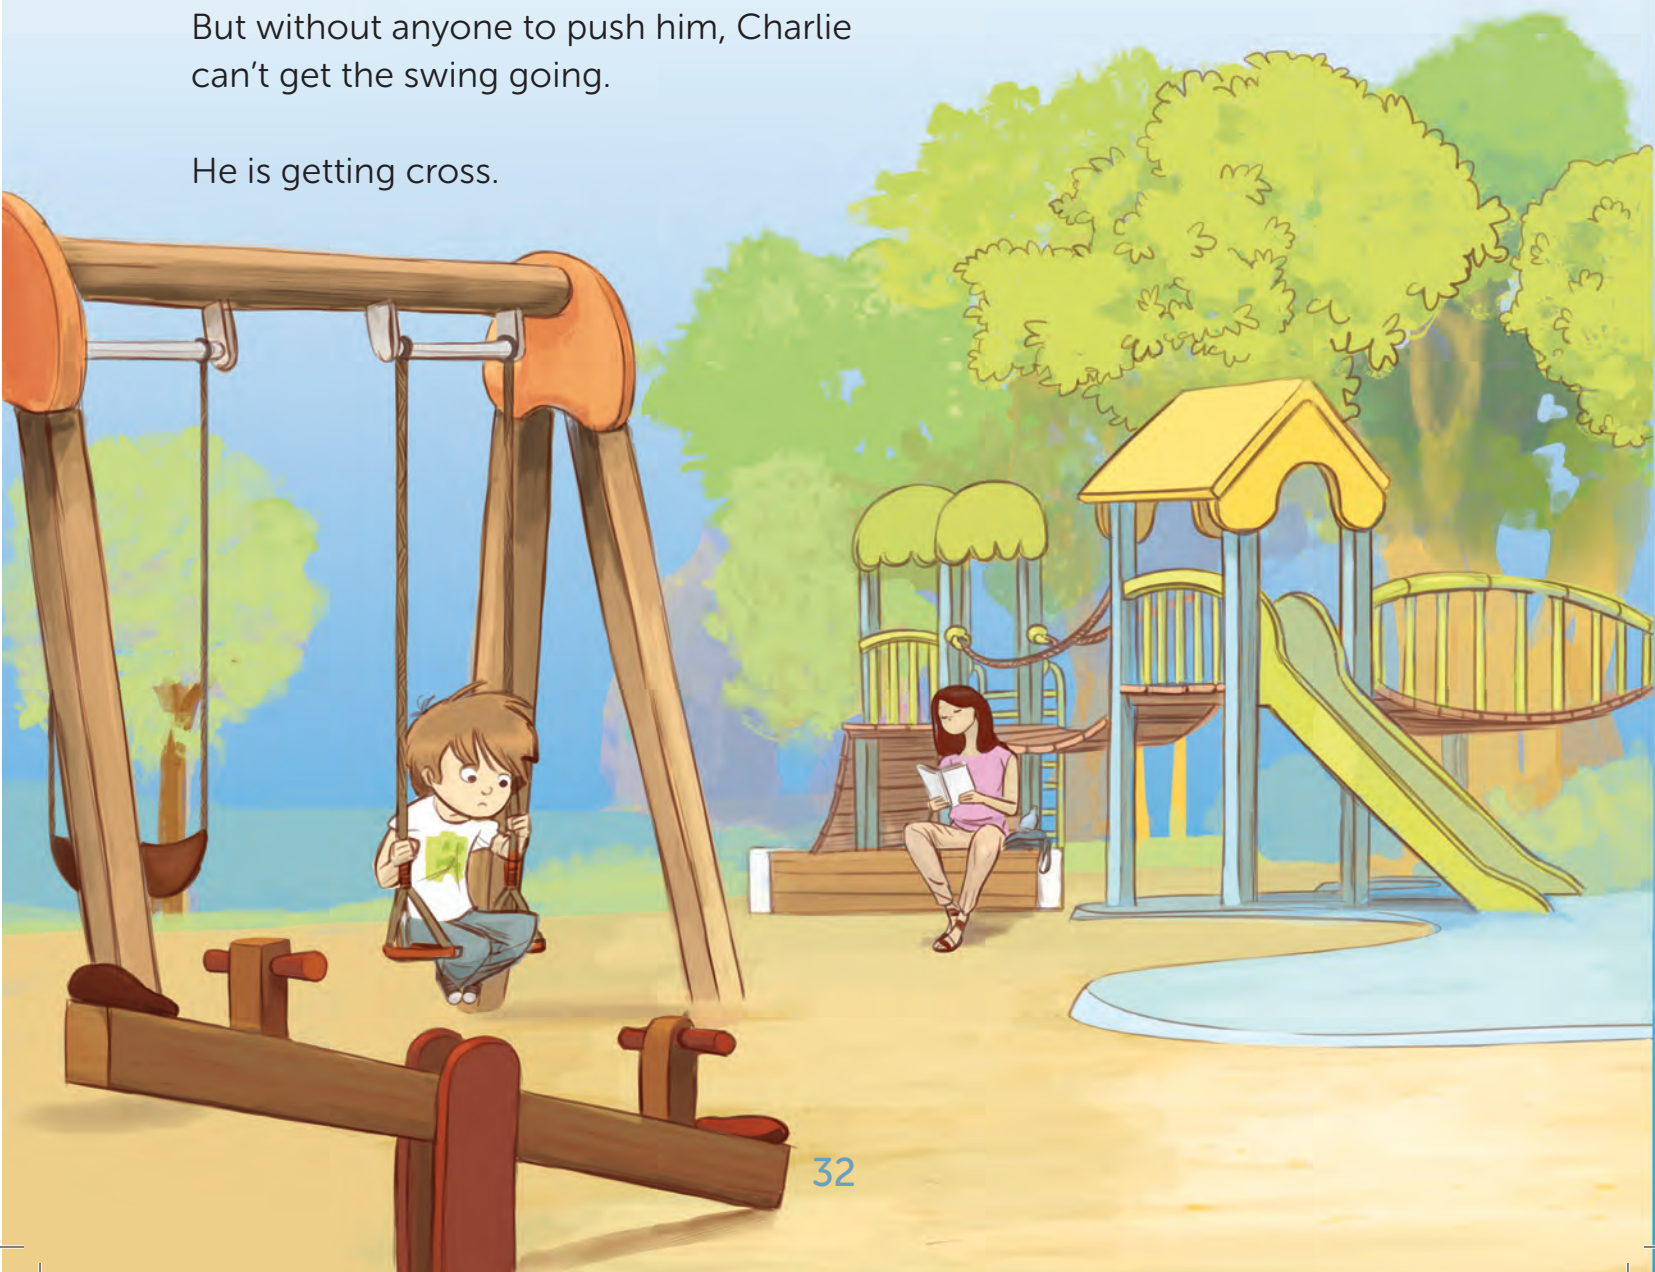 But without anyone to push him, Charlie
can’t get the swing going.
He is getting cross.
32